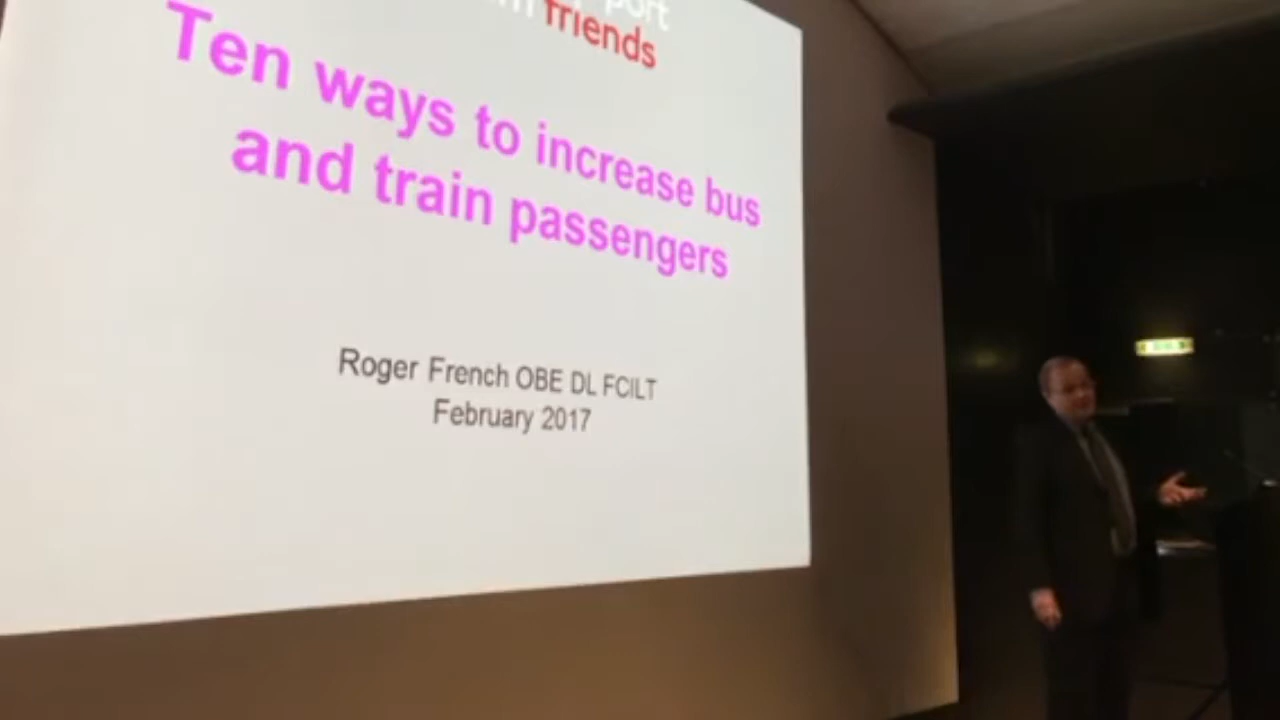 friends
Ten ways to increase bus
and train passengers
Roger French OBE DL FCILT
February 2017